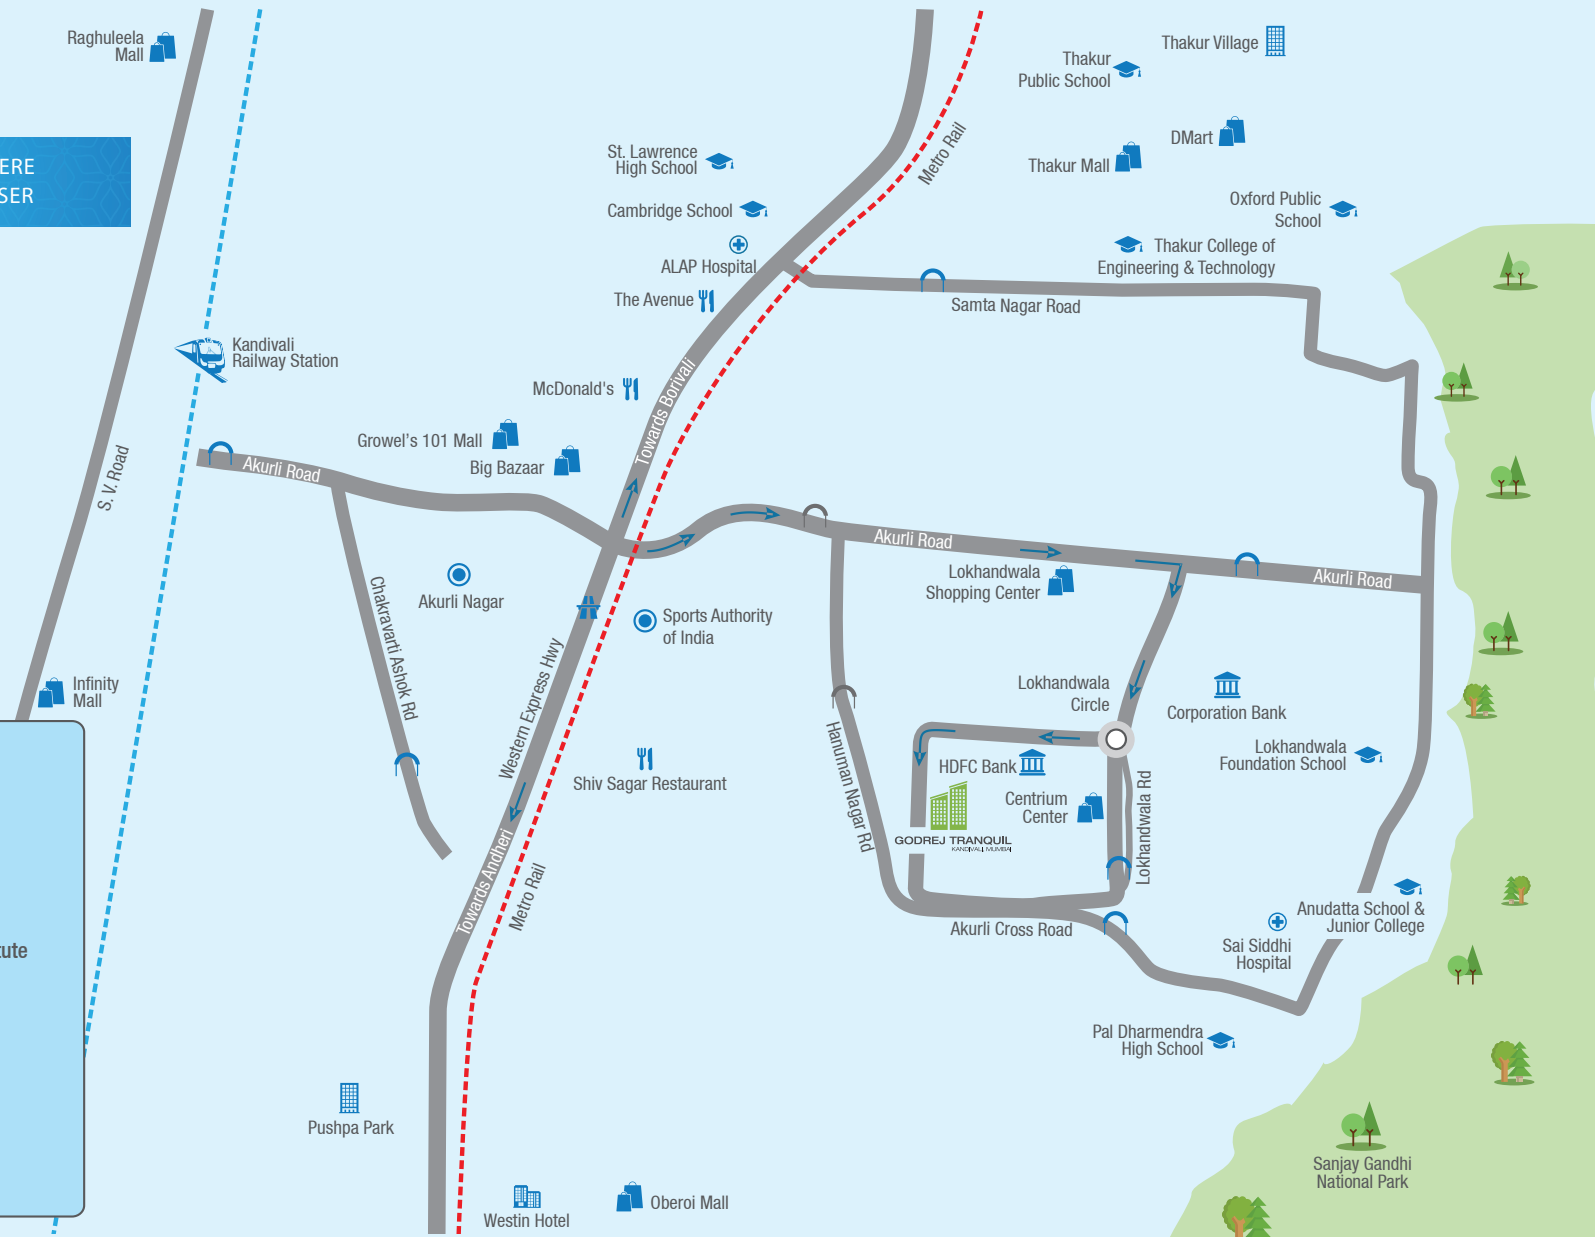 Raghuleela
Mall
ERE
SER
S. V. Road
Kandivali
Railway Station
Infinity
Mall
tute
St. Lawrence
High School
Cambridge School
ALAP Hospital
The Avenue
McDonald's
Growel's 101 Mall
Big Bazaar
Towards Borivali
Metro Rail
Thakur Village
Thakur
Public School
DMart
Thakur Mall
Oxford Public
School
Thakur College of
Engineering & Technology
Samta Nagar Road
Akurli Road
Chakravarti Ashok Rd
Akurli Nagar
Sports Authority
of India
Western Express Hwy
Shiv Sagar Restaurant
Towards Andheri
Metro Rail
Akurli Road
Akurli Road
Lokhandwala
Shopping Center
Lokhandwala
Circle
Corporation Bank
Lokhandwala
Foundation School
HDFC Bank
Centrium
Center
GODREJ TRANQUIL
KANDIVALI, MUMBAI
Hanuman Nagar Rd
Lokhandwala Rd
Akurli Cross Road
Anudatta School &
Junior College
Sai Siddhi
Hospital
Pal Dharmendra
High School
Pushpa Park
Westin Hotel
Oberoi Mall
Sanjay Gandhi
National Park